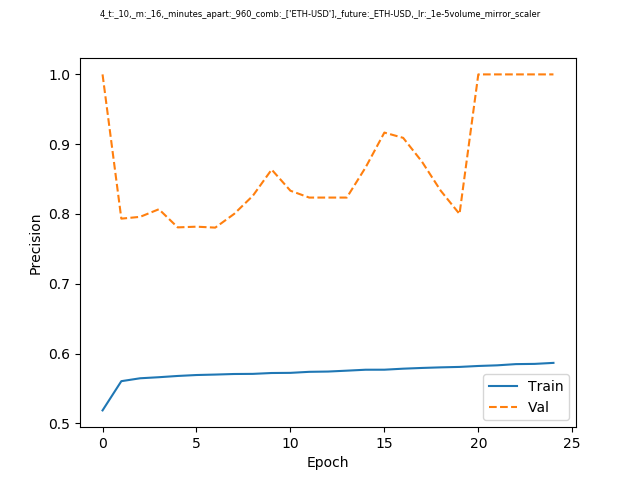 4_t:_10,_m:_16,_minutes_apart:_960_comb:_['ETH-USD'],_future:_ETH-USD,_lr:_1e-5volume_mirror_scaler
1.0
0.9
0.8
0.7
0.6
0.5
Precision
Train
Val
0 5 10 15 20 25
Epoch